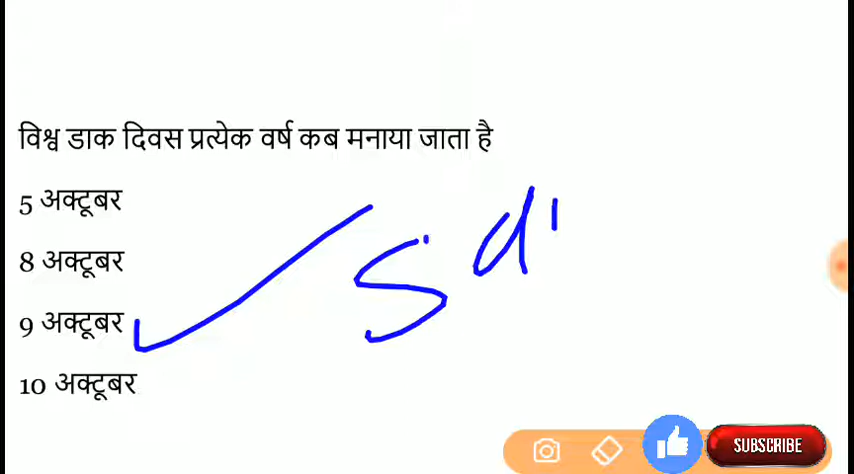 विश्व डाक दिवस प्रत्येक वर्ष कब मनाया जाता है
5 अक्टूबर
8 अक्टूबर
9 अक्टूबर
10 अक्टूबर
SUBSCRIBE